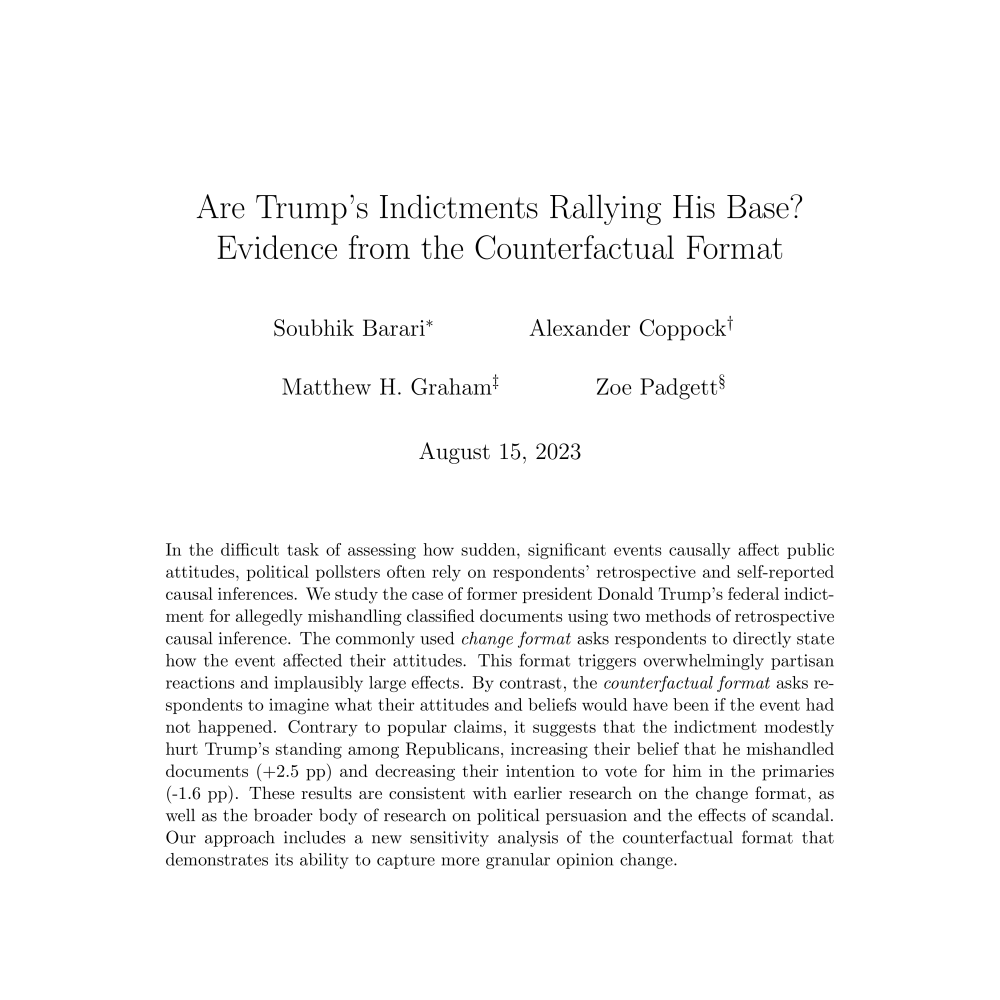 Are Trump's Indictments Rallying His Base?
Evidence from the Counterfactual Format
Soubhik Barari* Alexander Coppock†
Matthew H. Graham‡ Zoe Padgett§
August 15, 2023
In the difficult task of assessing how sudden, significant events causally affect public
attitudes, political pollsters often rely on respondents' retrospective and self-reported
causal inferences. We study the case of former president Donald Trump's federal indict-
ment for allegedly mishandling classified documents using two methods of retrospective
causal inference. The commonly used change format asks respondents to directly state
how the event affected their attitudes. This format triggers overwhelmingly partisan
reactions and implausibly large effects. By contrast, the counterfactual format asks re-
spondents to imagine what their attitudes and beliefs would have been if the event had
not happened. Contrary to popular claims, it suggests that the indictment modestly
hurt Trump's standing among Republicans, increasing their belief that he mishandled
documents (+2.5 pp) and decreasing their intention to vote for him in the primaries
(-1.6 pp). These results are consistent with earlier research on the change format, as
well as the broader body of research on political persuasion and the effects of scandal.
Our approach includes a new sensitivity analysis of the counterfactual format that
demonstrates its ability to capture more granular opinion change.